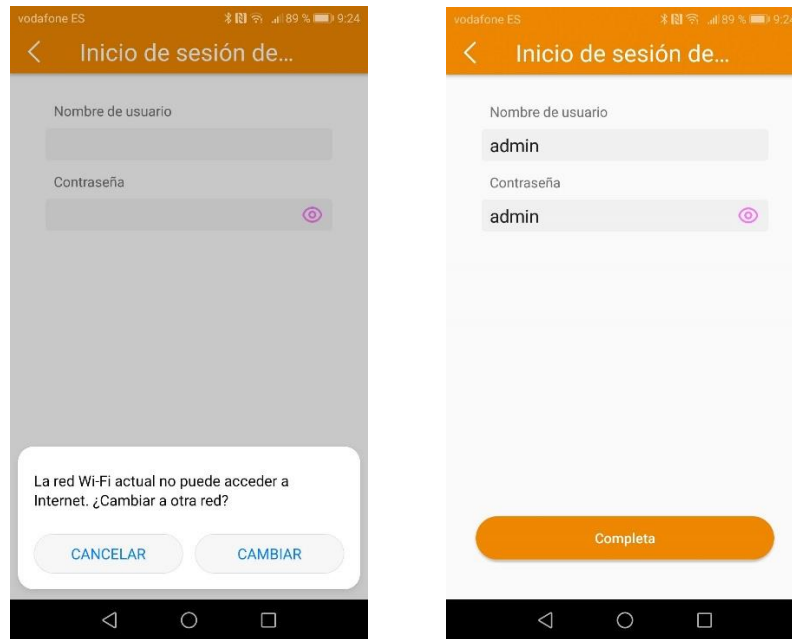 vodafone ES 89 % 9:24
Inicio de sesión de...
Nombre de usuario
Contraseña
La red Wi-Fi actual no puede acceder a
Internet. ¿Cambiar a otra red?
CANCELAR CAMBIAR
vodafone ES 89 % 9:24
Inicio de sesión de...
Nombre de usuario
admin
Contraseña
admin
Completa